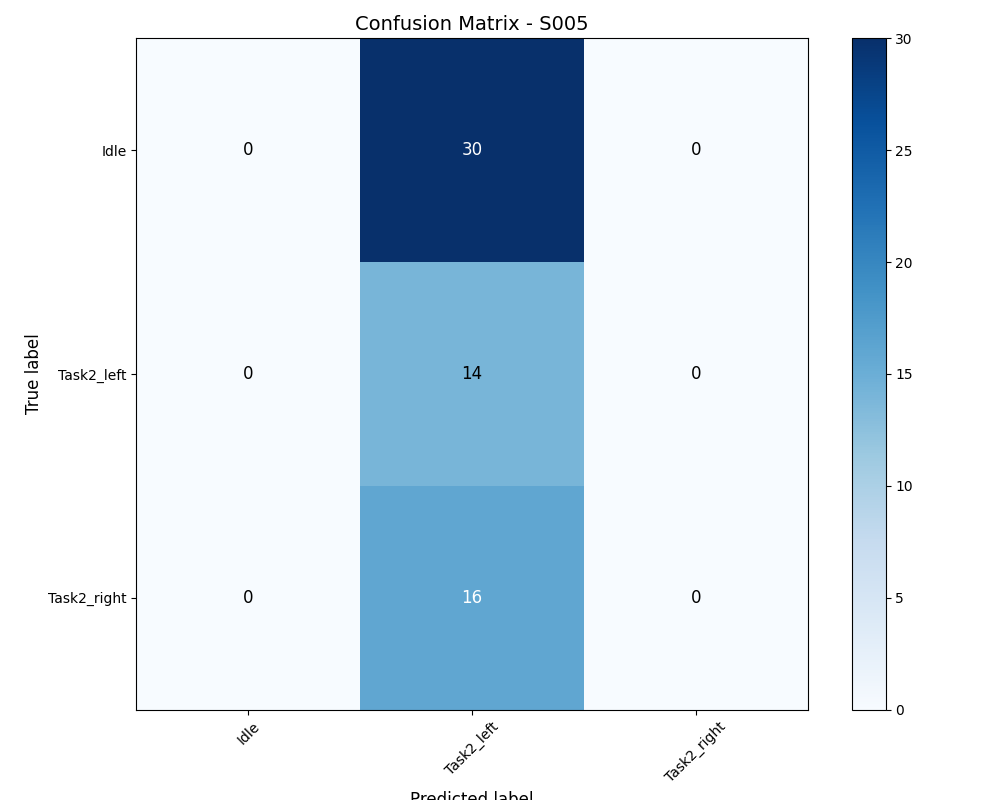 Confusion Matrix - S005
30
Idle
0
30
0
25
20
True label
Task2_left
0
14
0
15
10
Task2_right
0
16
0
5
0
Idle
Task2_left
Task2_right
Predicted label